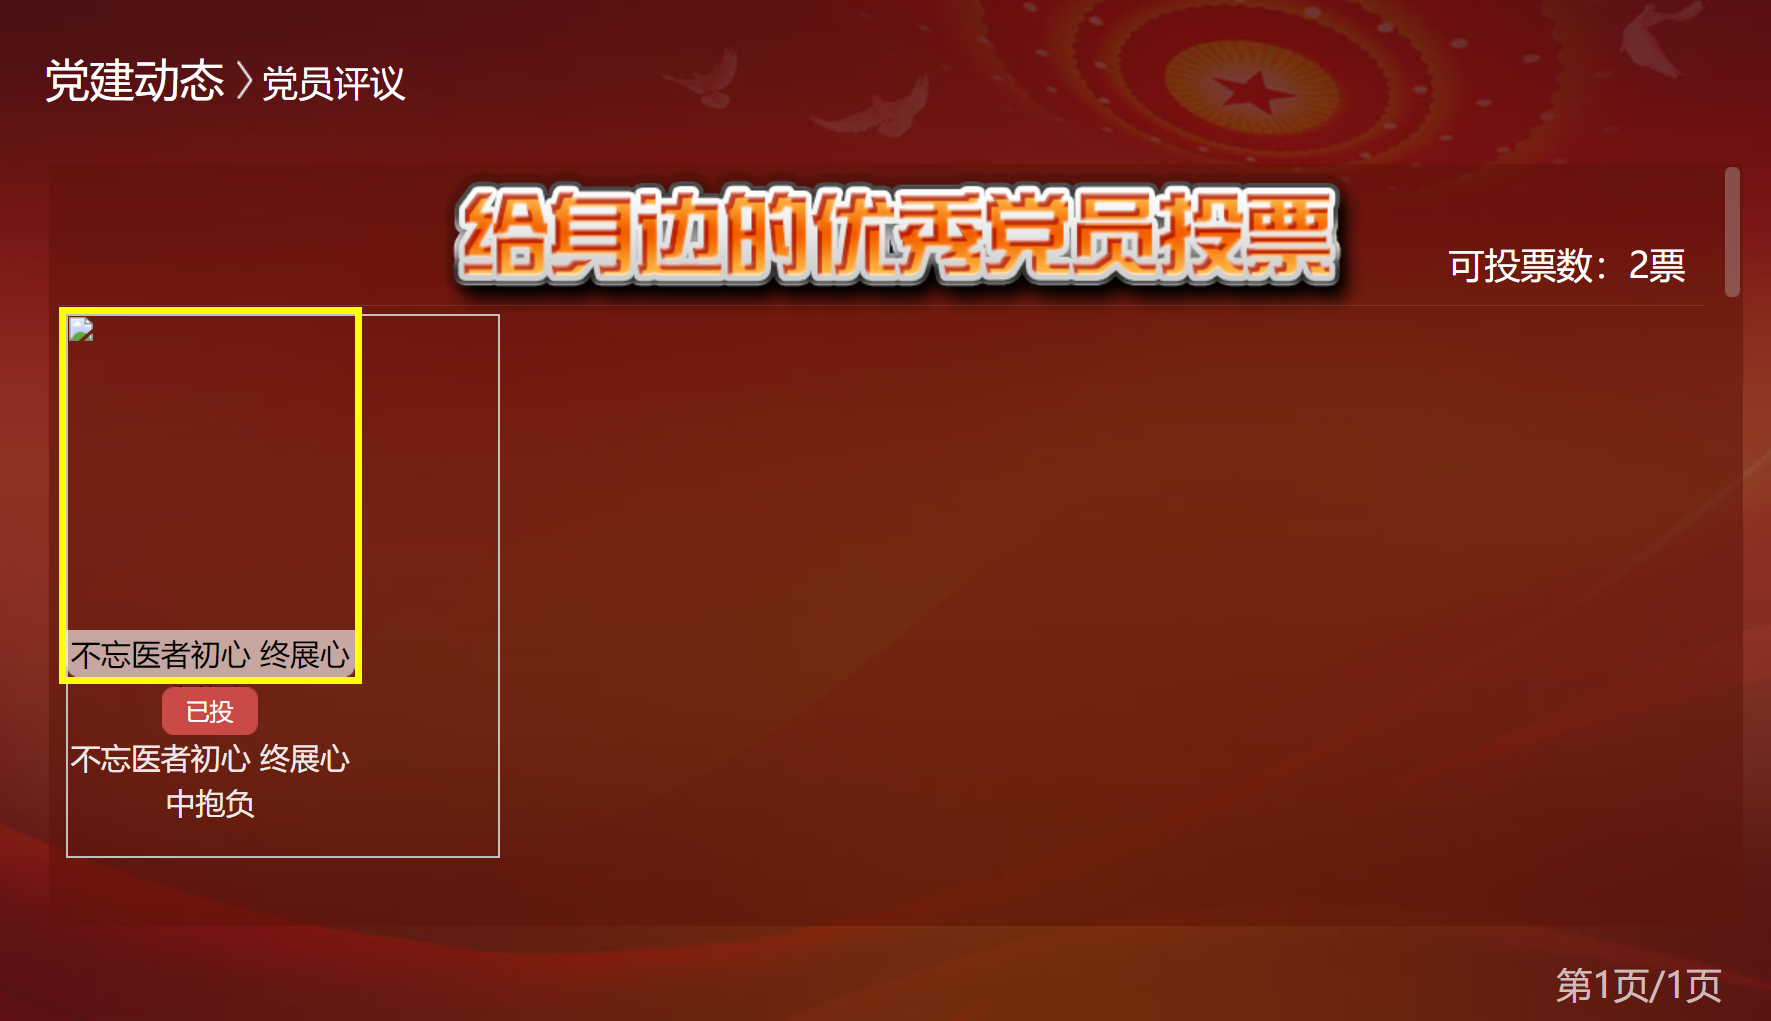 党建动态〉党员评议
给身边的优秀党员投票
可投票数：2票
不忘医者初心 终展心
已投
不忘医者初心 终展心
中抱负
第1页/1页